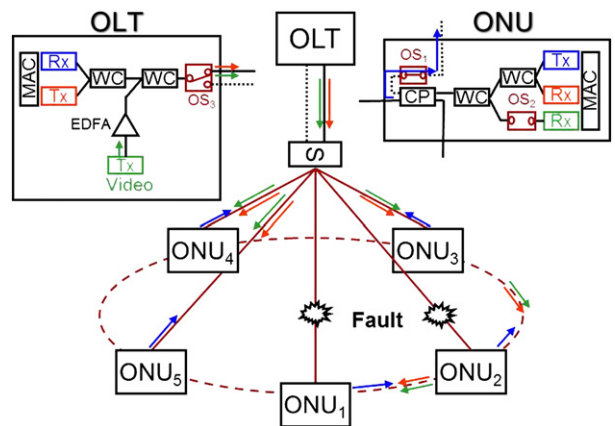 OLT
MAC
Rx
Tx
WC
WC
OS3
EDFA
Tx
Video
OLT
S
ONU
OS1
CP
WC
WC
OS2
Tx
Rx
Rx
MAC
ONU4
ONU3
Fault
ONU5
ONU1
ONU2